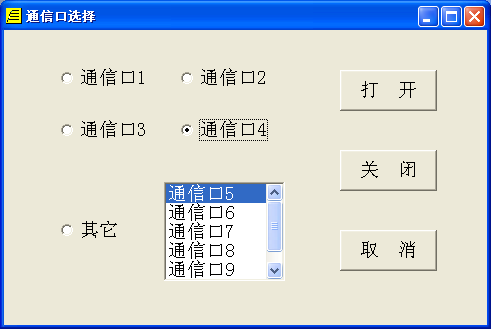 通信口选择
通信口1 通信口2
打 开
通信口3 通信口4
关 闭
通信口5
通信口6
其它
通信口7
通信口8
通信口9
取 消